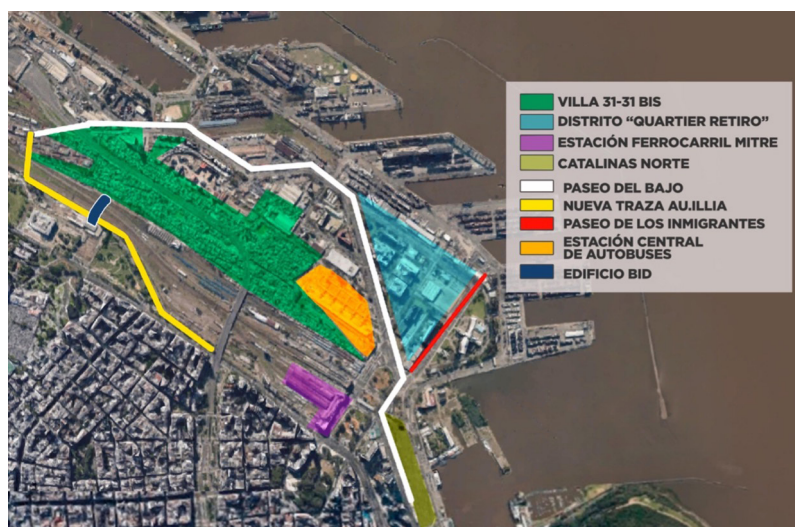 VILLA 31-31 BIS
DISTRITO “QUARTIER RETIRO”
ESTACIÓN FERROCARRIL MITRE
CATALINAS NORTE
PASEO DEL BAJO
NUEVA TRAZA AU.ILLIA
PASEO DE LOS INMIGRANTES
ESTACIÓN CENTRAL
DE AUTOBUSES
EDIFICIO BID